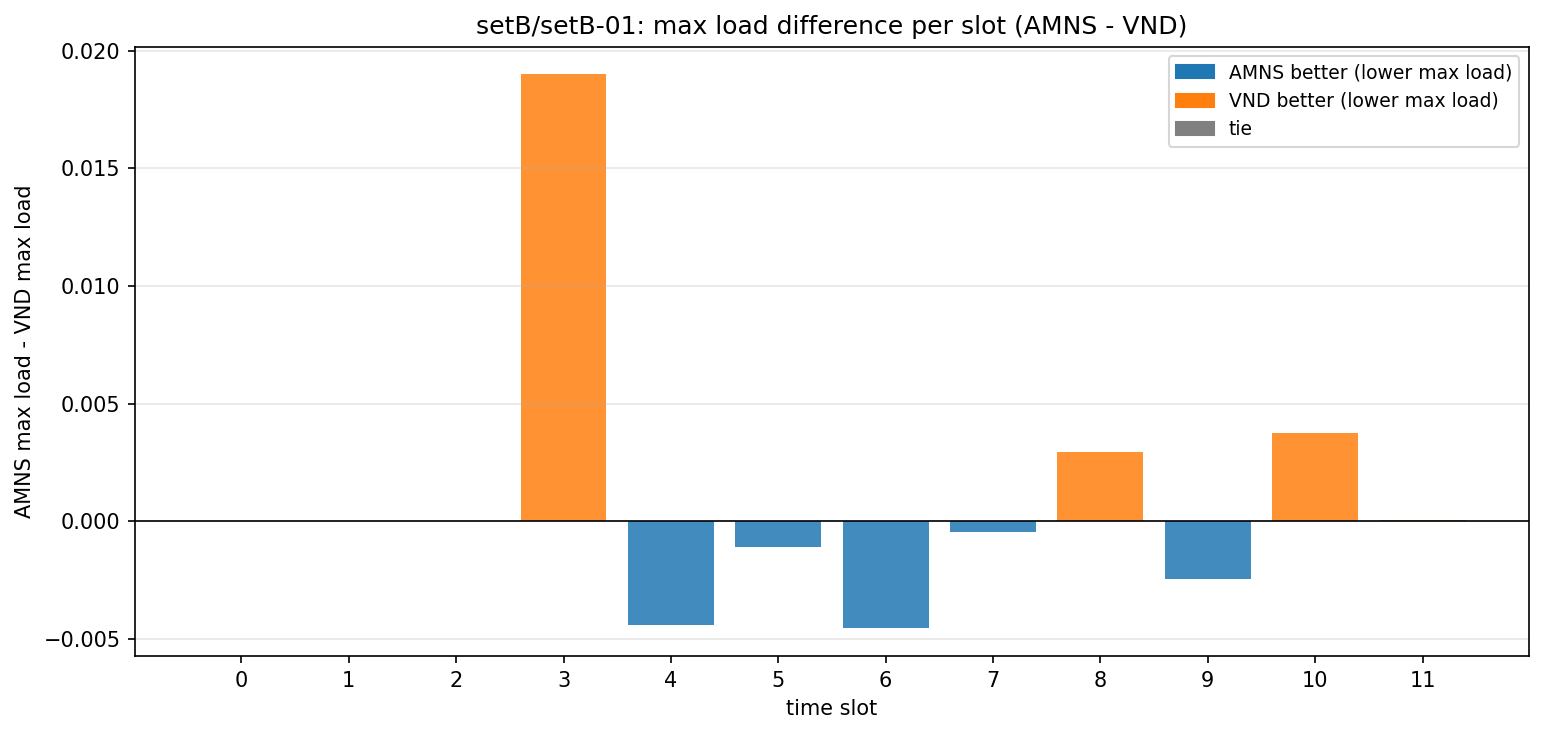 setB/setB-01: max load difference per slot (AMNS - VND)
AMNS better (lower max load)
VND better (lower max load)
tie
AMNS max load - VND max load
0.020
0.015
0.010
0.005
0.000
−0.005
0 1 2 3 4 5 6 7 8 9 10 11
time slot